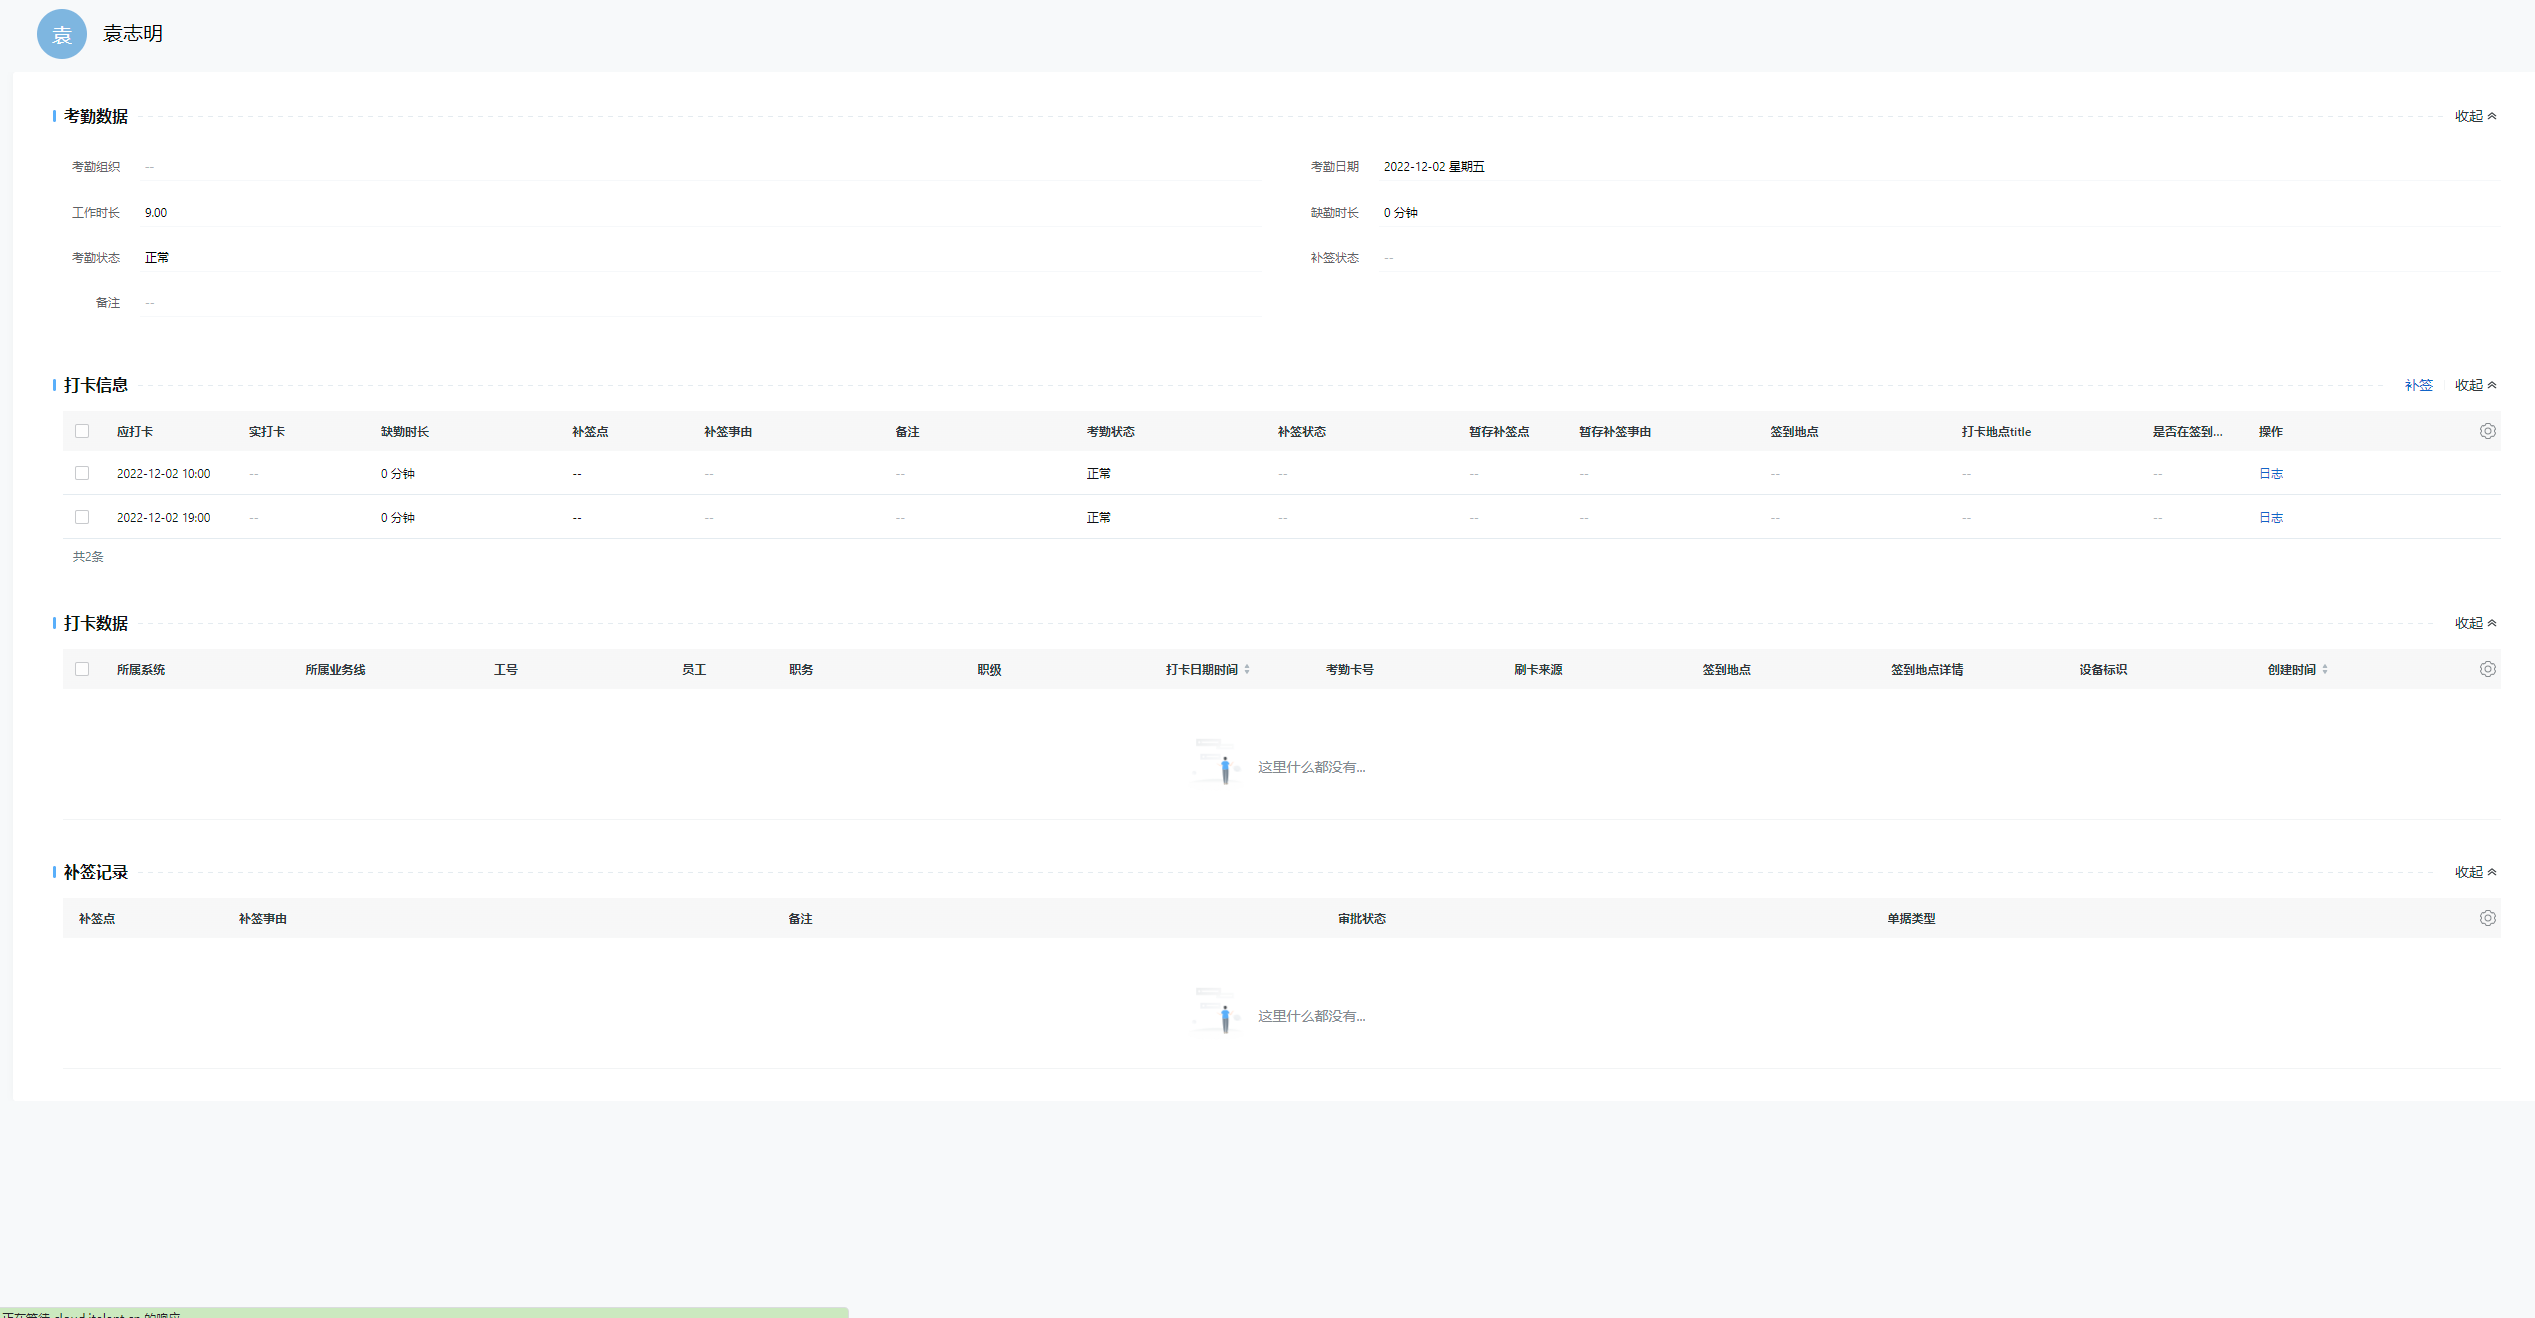 袁 袁志明
考勤数据 收起
考勤组织 -- 考勤日期 2022-12-02 星期五
工作时长 9.00 缺勤时长 0 分钟
考勤状态 正常 补签状态 --
备注 --
打卡信息 补签 收起
应打卡 实打卡 缺勤时长 补签点 补签事由 备注 考勤状态 补签状态 暂存补签点 暂存补签事由 签到地点 打卡地点title 是否在签到... 操作
2022-12-02 10:00 -- 0 分钟 -- -- -- 正常 -- -- -- -- -- -- 日志
2022-12-02 19:00 -- 0 分钟 -- -- -- 正常 -- -- -- -- -- -- 日志
共2条
打卡数据 收起
所属系统 所属业务线 工号 员工 职务 职级 打卡日期时间 考勤卡号 刷卡来源 签到地点 签到地点详情 设备标识 创建时间
这里什么都没有...
补签记录 收起
补签点 补签事由 备注 审批状态 单据类型
这里什么都没有...
正在等待 cloud.italent.cn 的响应